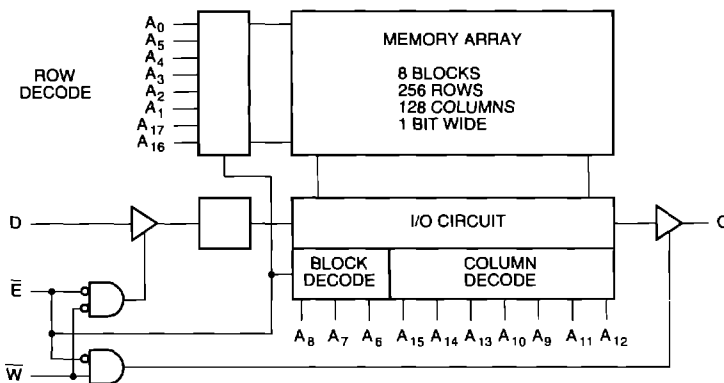 A0
A5
A4
A3
A2
A1
A17
A16
ROW
DECODE
MEMORY ARRAY
8 BLOCKS
256 ROWS
128 COLUMNS
1 BIT WIDE
D
I/O CIRCUIT
Q
BLOCK
DECODE
COLUMN
DECODE
E̅
W̅
A8 A7 A6 A15 A14 A13 A10 A9 A11 A12